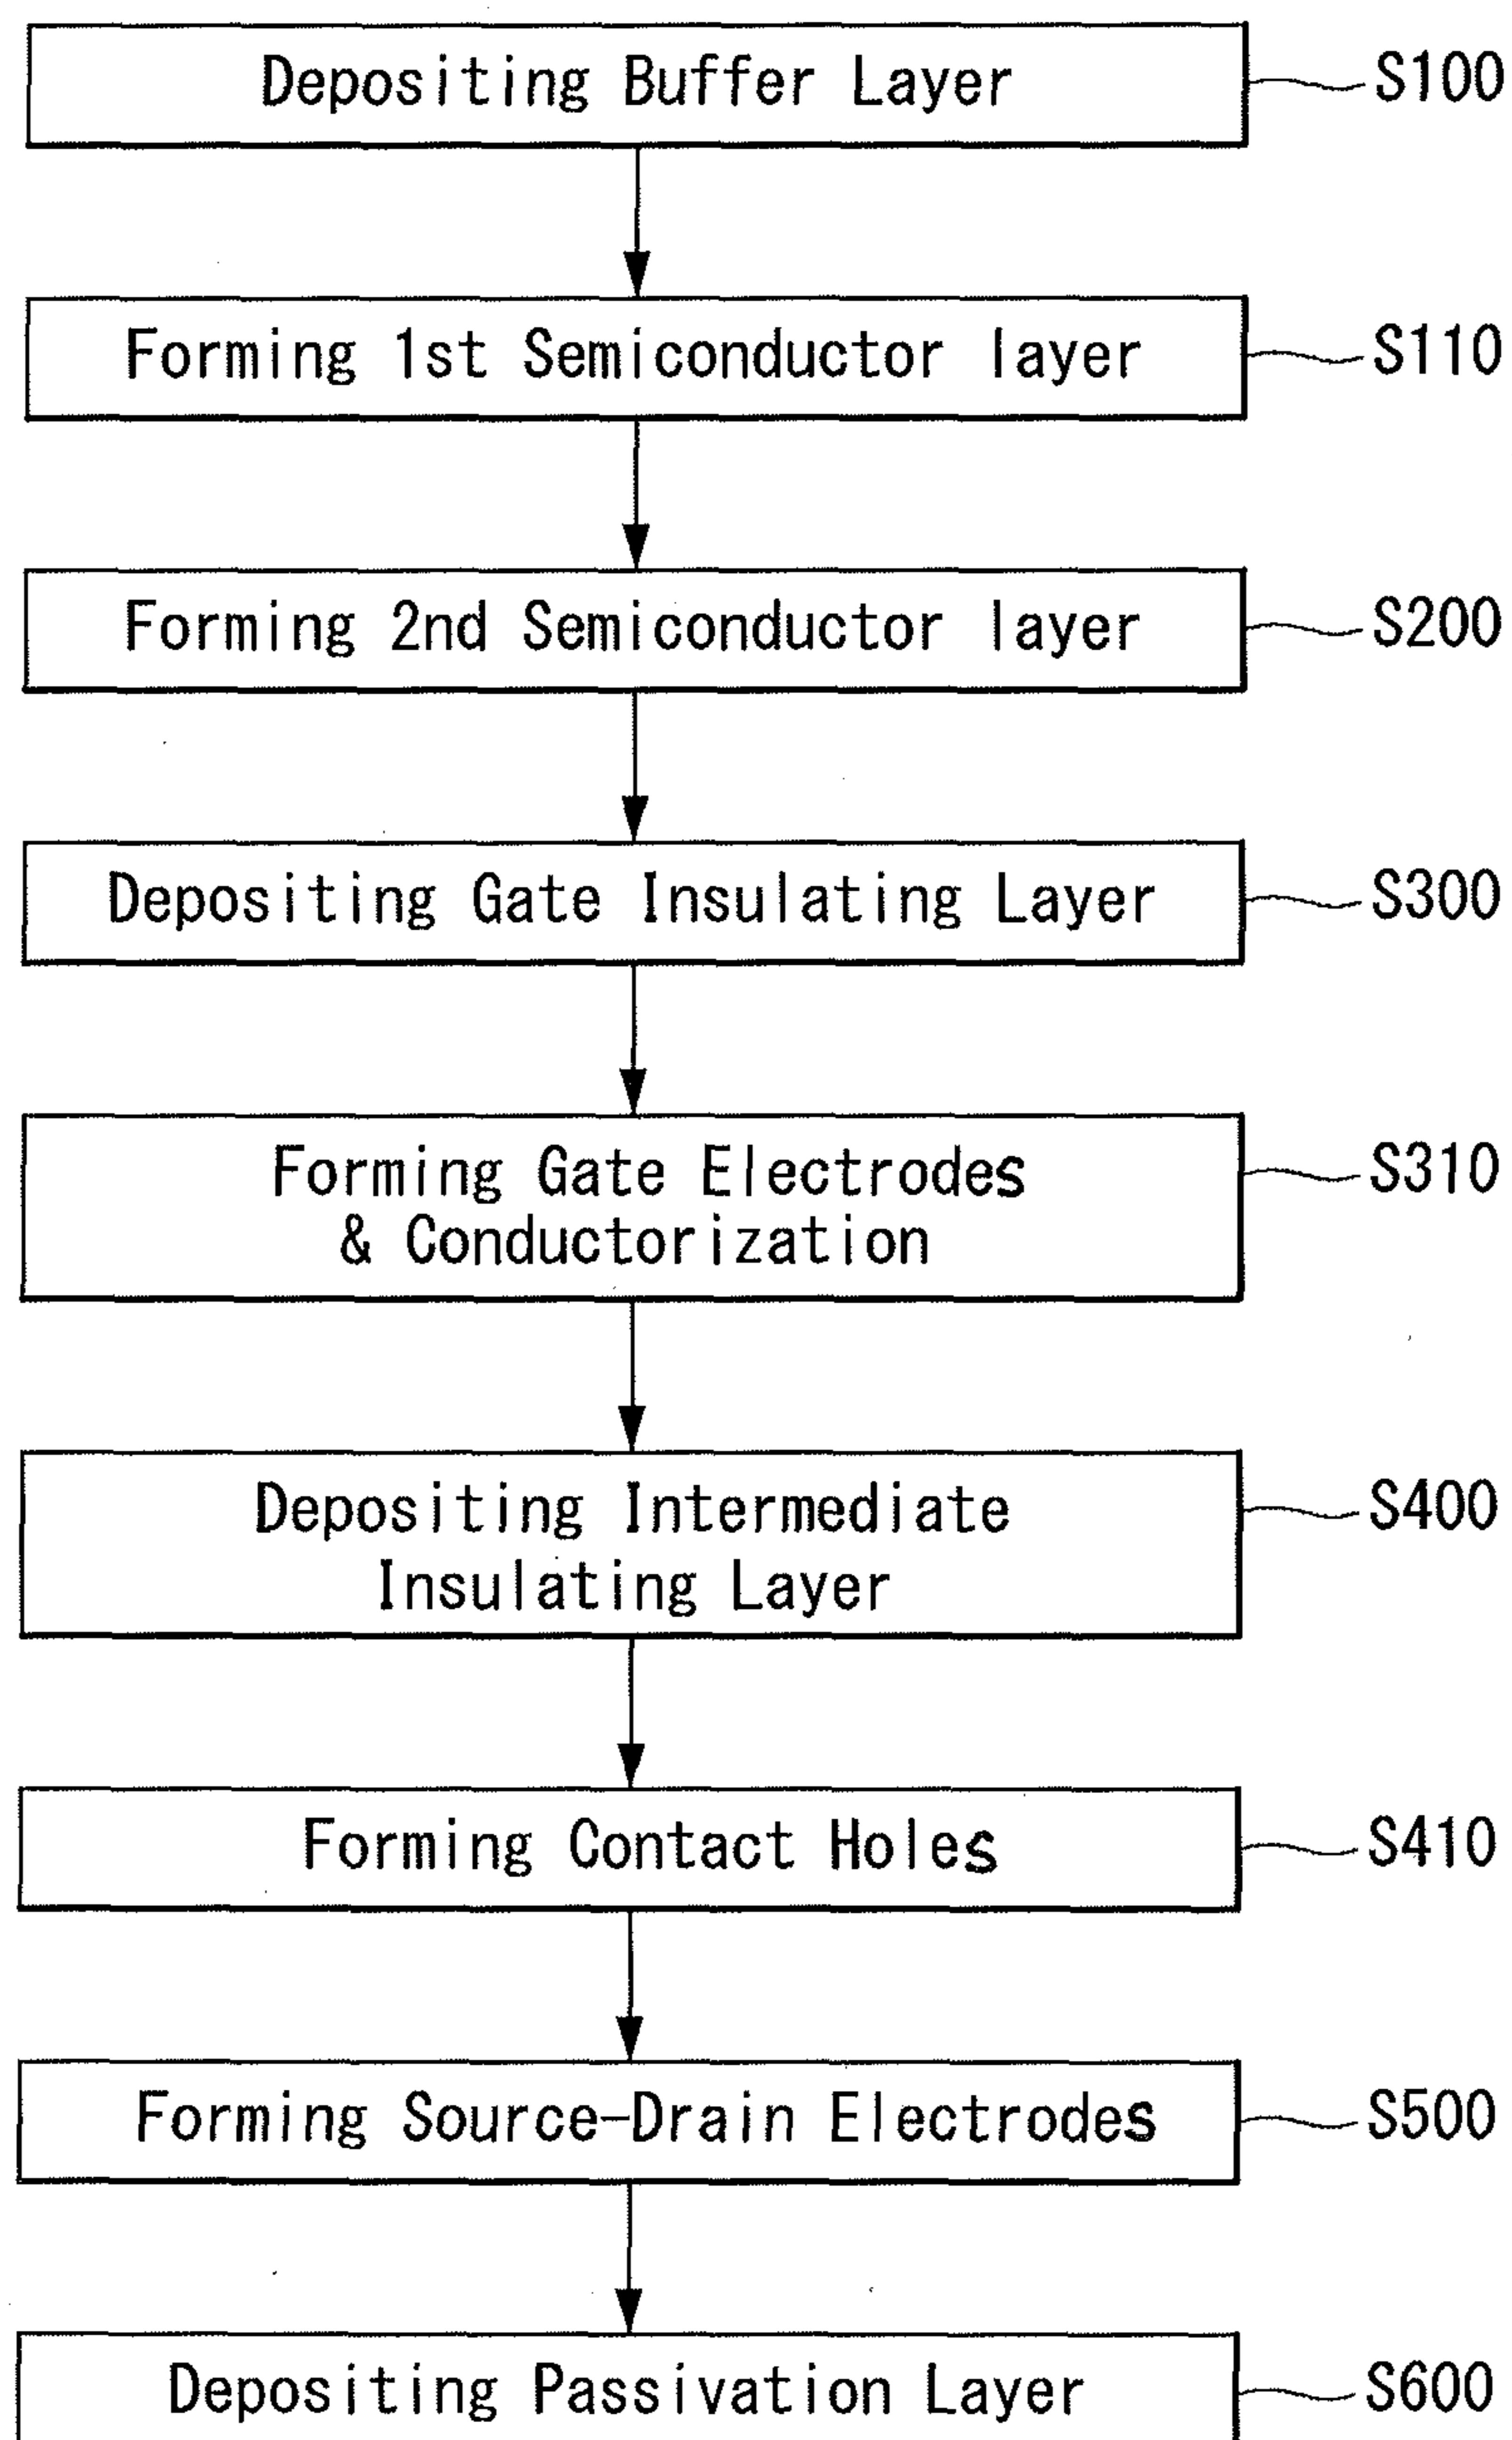 Depositing Buffer Layer
S100
Forming 1st Semiconductor layer
S110
Forming 2nd Semiconductor layer
S200
Depositing Gate Insulating Layer
S300
Forming Gate Electrodes
& Conductorization
S310
Depositing Intermediate
Insulating Layer
S400
Forming Contact Holes
S410
Forming Source-Drain Electrodes
S500
Depositing Passivation Layer
S600